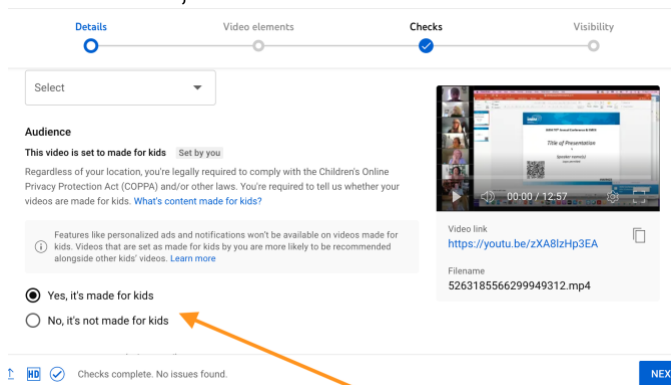 Details
Video elements
Checks
Visibility
Select
Audience
This video is set to made for kids Set by you
Regardless of your location, you're legally required to comply with the Children's Online
Privacy Protection Act (COPPA) and/or other laws. You're required to tell us whether your
videos are made for kids. What's content made for kids?
Features like personalized ads and notifications won't be available on videos made for
kids. Videos that are set as made for kids by you are more likely to be recommended
alongside other kids' videos. Learn more
Yes, it's made for kids
No, it's not made for kids
Title of Presentation
Speaker name(s)
00:00 / 12:57
Video link
https://youtu.be/zXA8lzHp3EA
Filename
5263185566299949312.mp4
HD
Checks complete. No issues found.
NEX